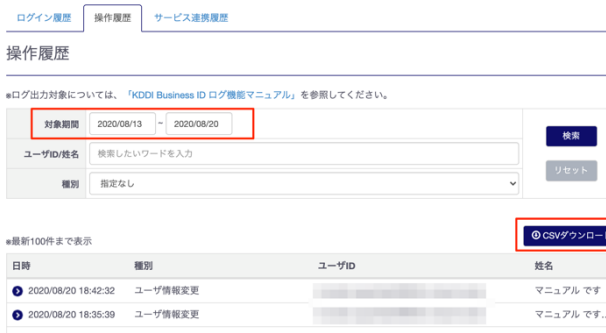 ログイン履歴 操作履歴 サービス連携履歴
操作履歴
※ログ出力対象については、「KDDI Business ID ログ機能マニュアル」を参照してください。
対象期間 2020/08/13 ~ 2020/08/20
検索
ユーザID/姓名 検索したいワードを入力
リセット
種別 指定なし
※最新100件まで表示
CSVダウンロー
日時 種別 ユーザID 姓名
2020/08/20 18:42:32 ユーザ情報変更 マニュアル です
2020/08/20 18:35:39 ユーザ情報変更 マニュアル です..